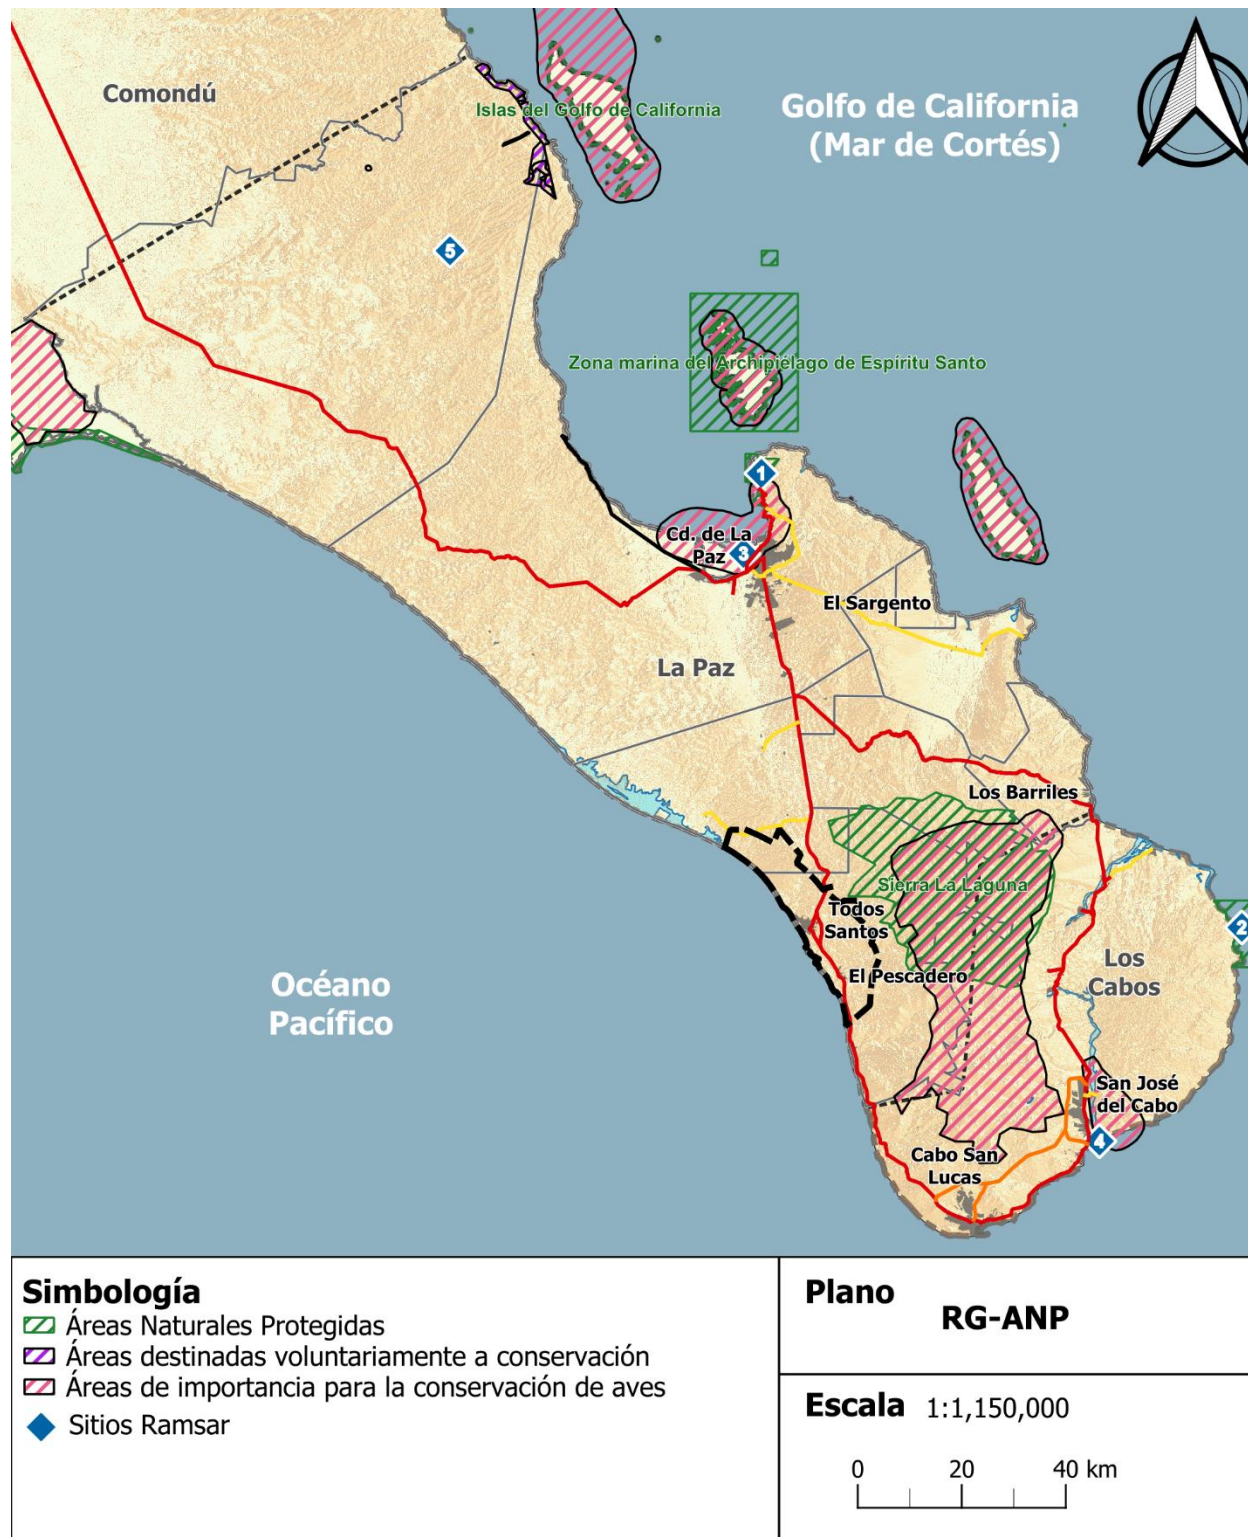 Comondú
Islas del Golfo de California
Golfo de California
(Mar de Cortés)
5
Zona marina del Archipiélago de Espíritu Santo
1
Cd. de La
Paz
3
El Sargento
La Paz
Los Barriles
Sierra La Laguna
Todos
Santos
2
El Pescadero
Los
Cabos
Océano
Pacífico
San José
del Cabo
4
Cabo San
Lucas
Simbología
Áreas Naturales Protegidas
Áreas destinadas voluntariamente a conservación
Áreas de importancia para la conservación de aves
Sitios Ramsar
Plano
RG-ANP
Escala 1:1,150,000
0 20 40 km